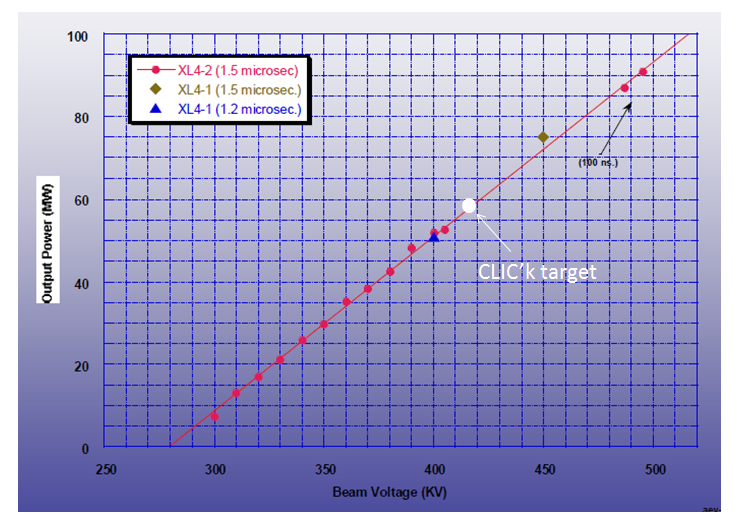 100
80
60
40
20
0
Output Power (MW)
XL4-2 (1.5 microsec)
XL4-1 (1.5 microsec.)
XL4-1 (1.2 microsec.)
(100 ns.)
CLIC’k target
250 300 350 400 450 500
Beam Voltage (KV)